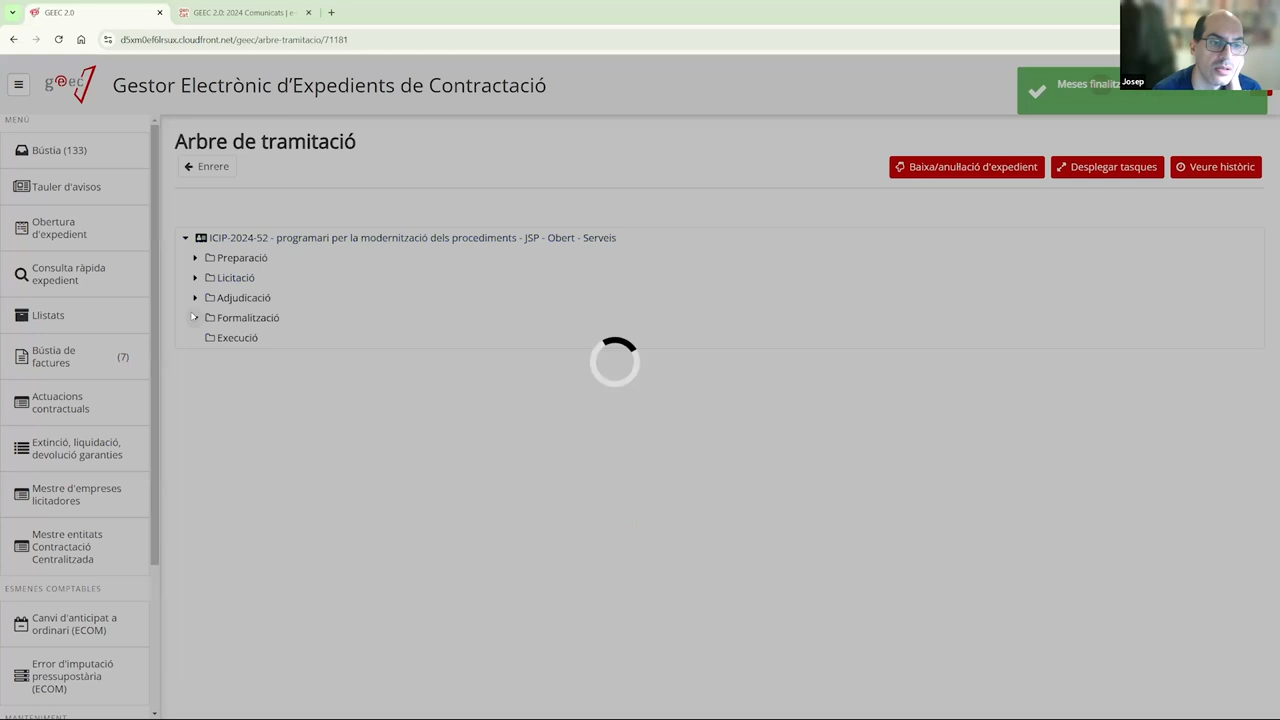 GEEC 2.0
GEEC 2.0: 2024 Comunicats | e-
d5xm0ef6lrsux.cloudfront.net/geec/arbre-tramitacio/71181
geec
Gestor Electrònic d'Expedients de Contractació
Meses finalitz
Josep
MENÚ
Bústia (133)
Tauler d'avisos
Obertura
d'expedient
Consulta ràpida
expedient
Llistats
Bústia de
factures
(7)
Actuacions
contractuals
Extinció, liquidació,
devolució garanties
Mestre d'empreses
licitadores
Mestre entitats
Contractació
Centralitzada
ESMENES COMPTABLES
Canvi d'anticipat a
ordinari (ECOM)
Error d'imputació
pressupostària
(ECOM)
MANTENIMENT
Arbre de tramitació
Enrere
Baixa/anul·lació d'expedient
Desplegar tasques
Veure històric
ICIP-2024-52 - programari per la modernització dels procediments - JSP - Obert - Serveis
Preparació
Licitació
Adjudicació
Formalització
Execució